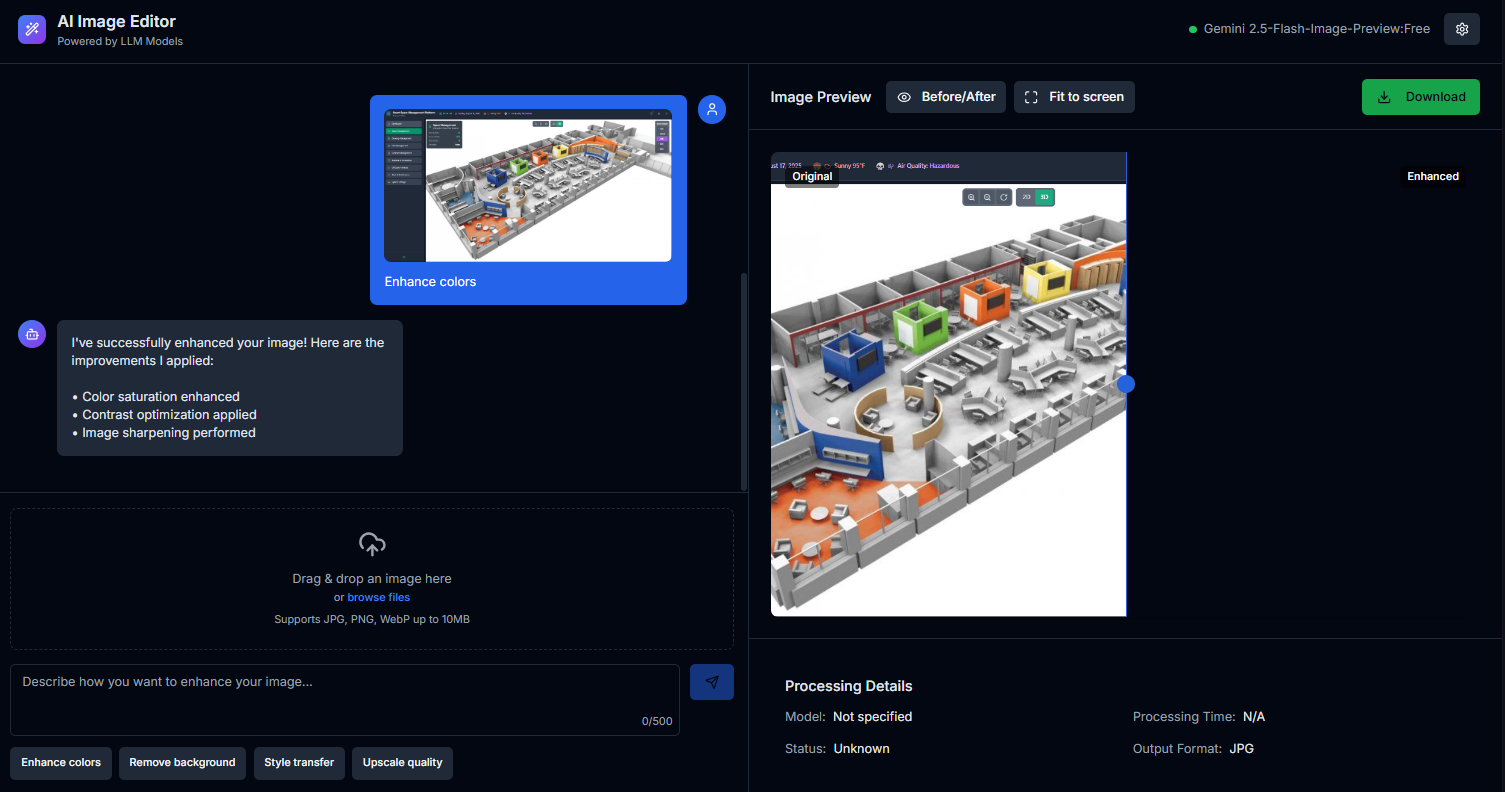 AI Image Editor
Powered by LLM Models
Gemini 2.5-Flash-Image-Preview:Free
Enhance colors
I've successfully enhanced your image! Here are the
improvements I applied:
• Color saturation enhanced
• Contrast optimization applied
• Image sharpening performed
Drag & drop an image here
or browse files
Supports JPG, PNG, WebP up to 10MB
Describe how you want to enhance your image...
0/500
Enhance colors
Remove background
Style transfer
Upscale quality
Image Preview
Before/After
Fit to screen
Download
17, 2025
Sunny 95°F
Air Quality: Hazardous
Original
Enhanced
2D
3D
Processing Details
Model: Not specified
Processing Time: N/A
Status: Unknown
Output Format: JPG